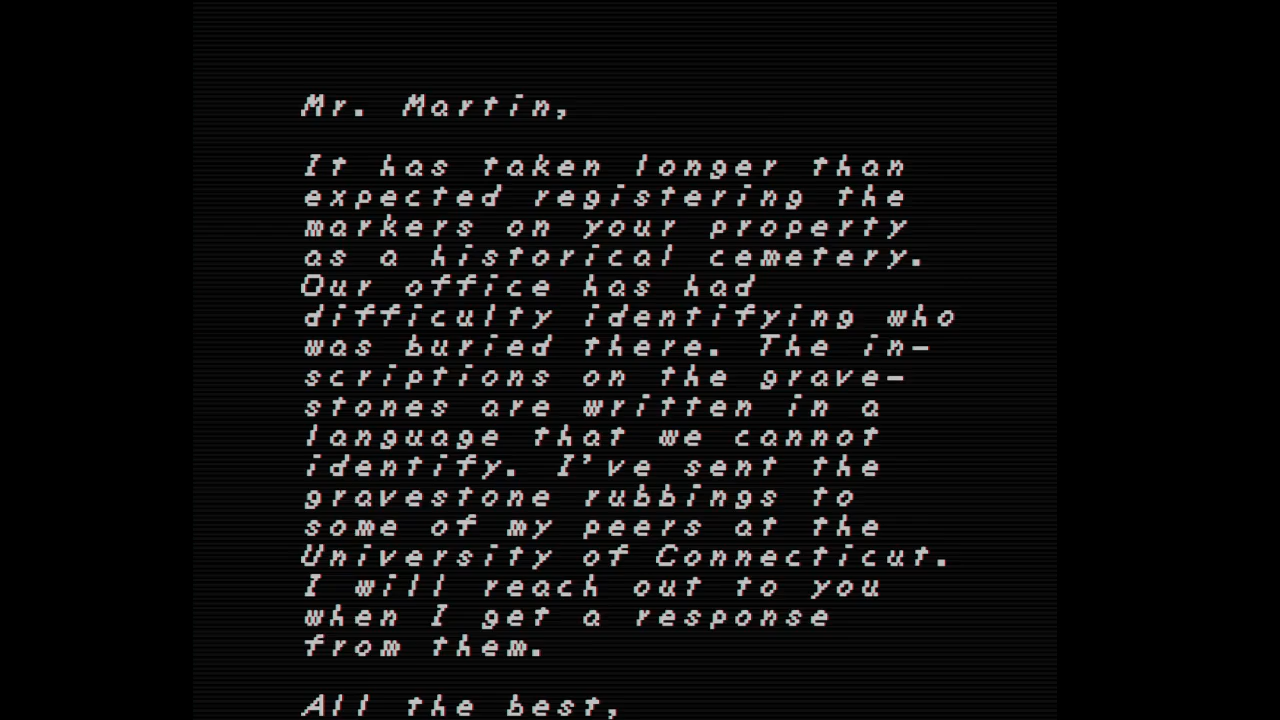 Mr. Martin,
It has taken longer than
expected registering the
markers on your property
as a historical cemetery.
Our office has had
difficulty identifying who
was buried there. The in-
scriptions on the grave-
stones are written in a
language that we cannot
identify. I've sent the
gravestone rubbings to
some of my peers at the
University of Connecticut.
I will reach out to you
when I get a response
from them.
All the best,